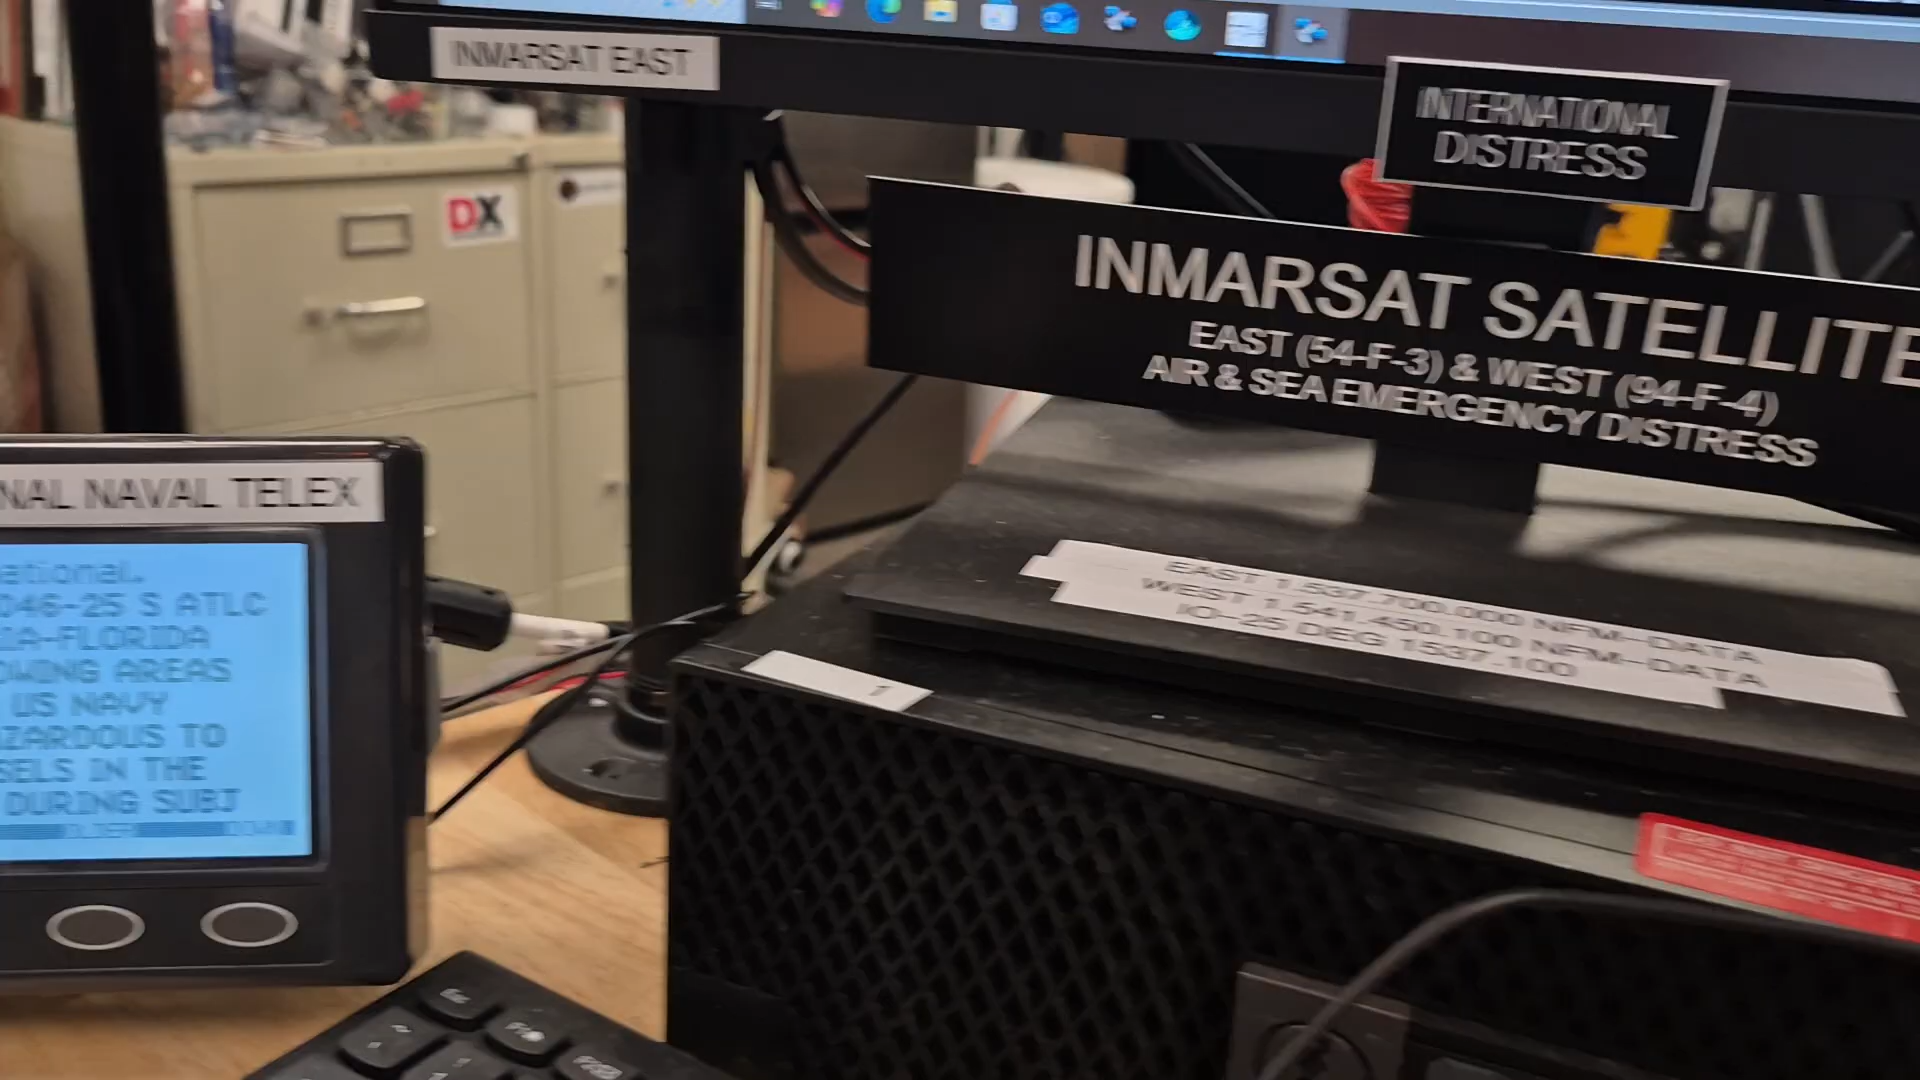 INMARSAT EAST
INTERNATIONAL
DISTRESS
DX
INMARSAT SATELLITE
EAST (54-F-3) & WEST (94-F-4)
AIR & SEA EMERGENCY DISTRESS
NAL NAVAL TELEX
ational.
046-25 S ATLC
IA-FLORIDA
OWING AREAS
US NAVY
ZARDOUS TO
SELS IN THE
DURING SUBJ
EAST 1.537.700.000 NFM-DATA
WEST 1.541.450.100 NFM-DATA
IO-25 DEG 1537.100